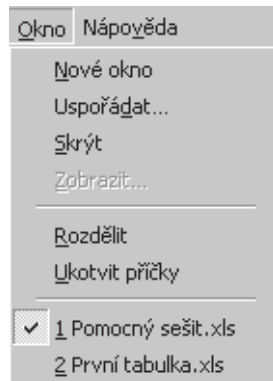 Okno Nápověda
Nové okno
Uspořádat...
Skrýt
Zobrazit...
Rozdělit
Ukotvit příčky
1 Pomocný sešit.xls
2 První tabulka.xls